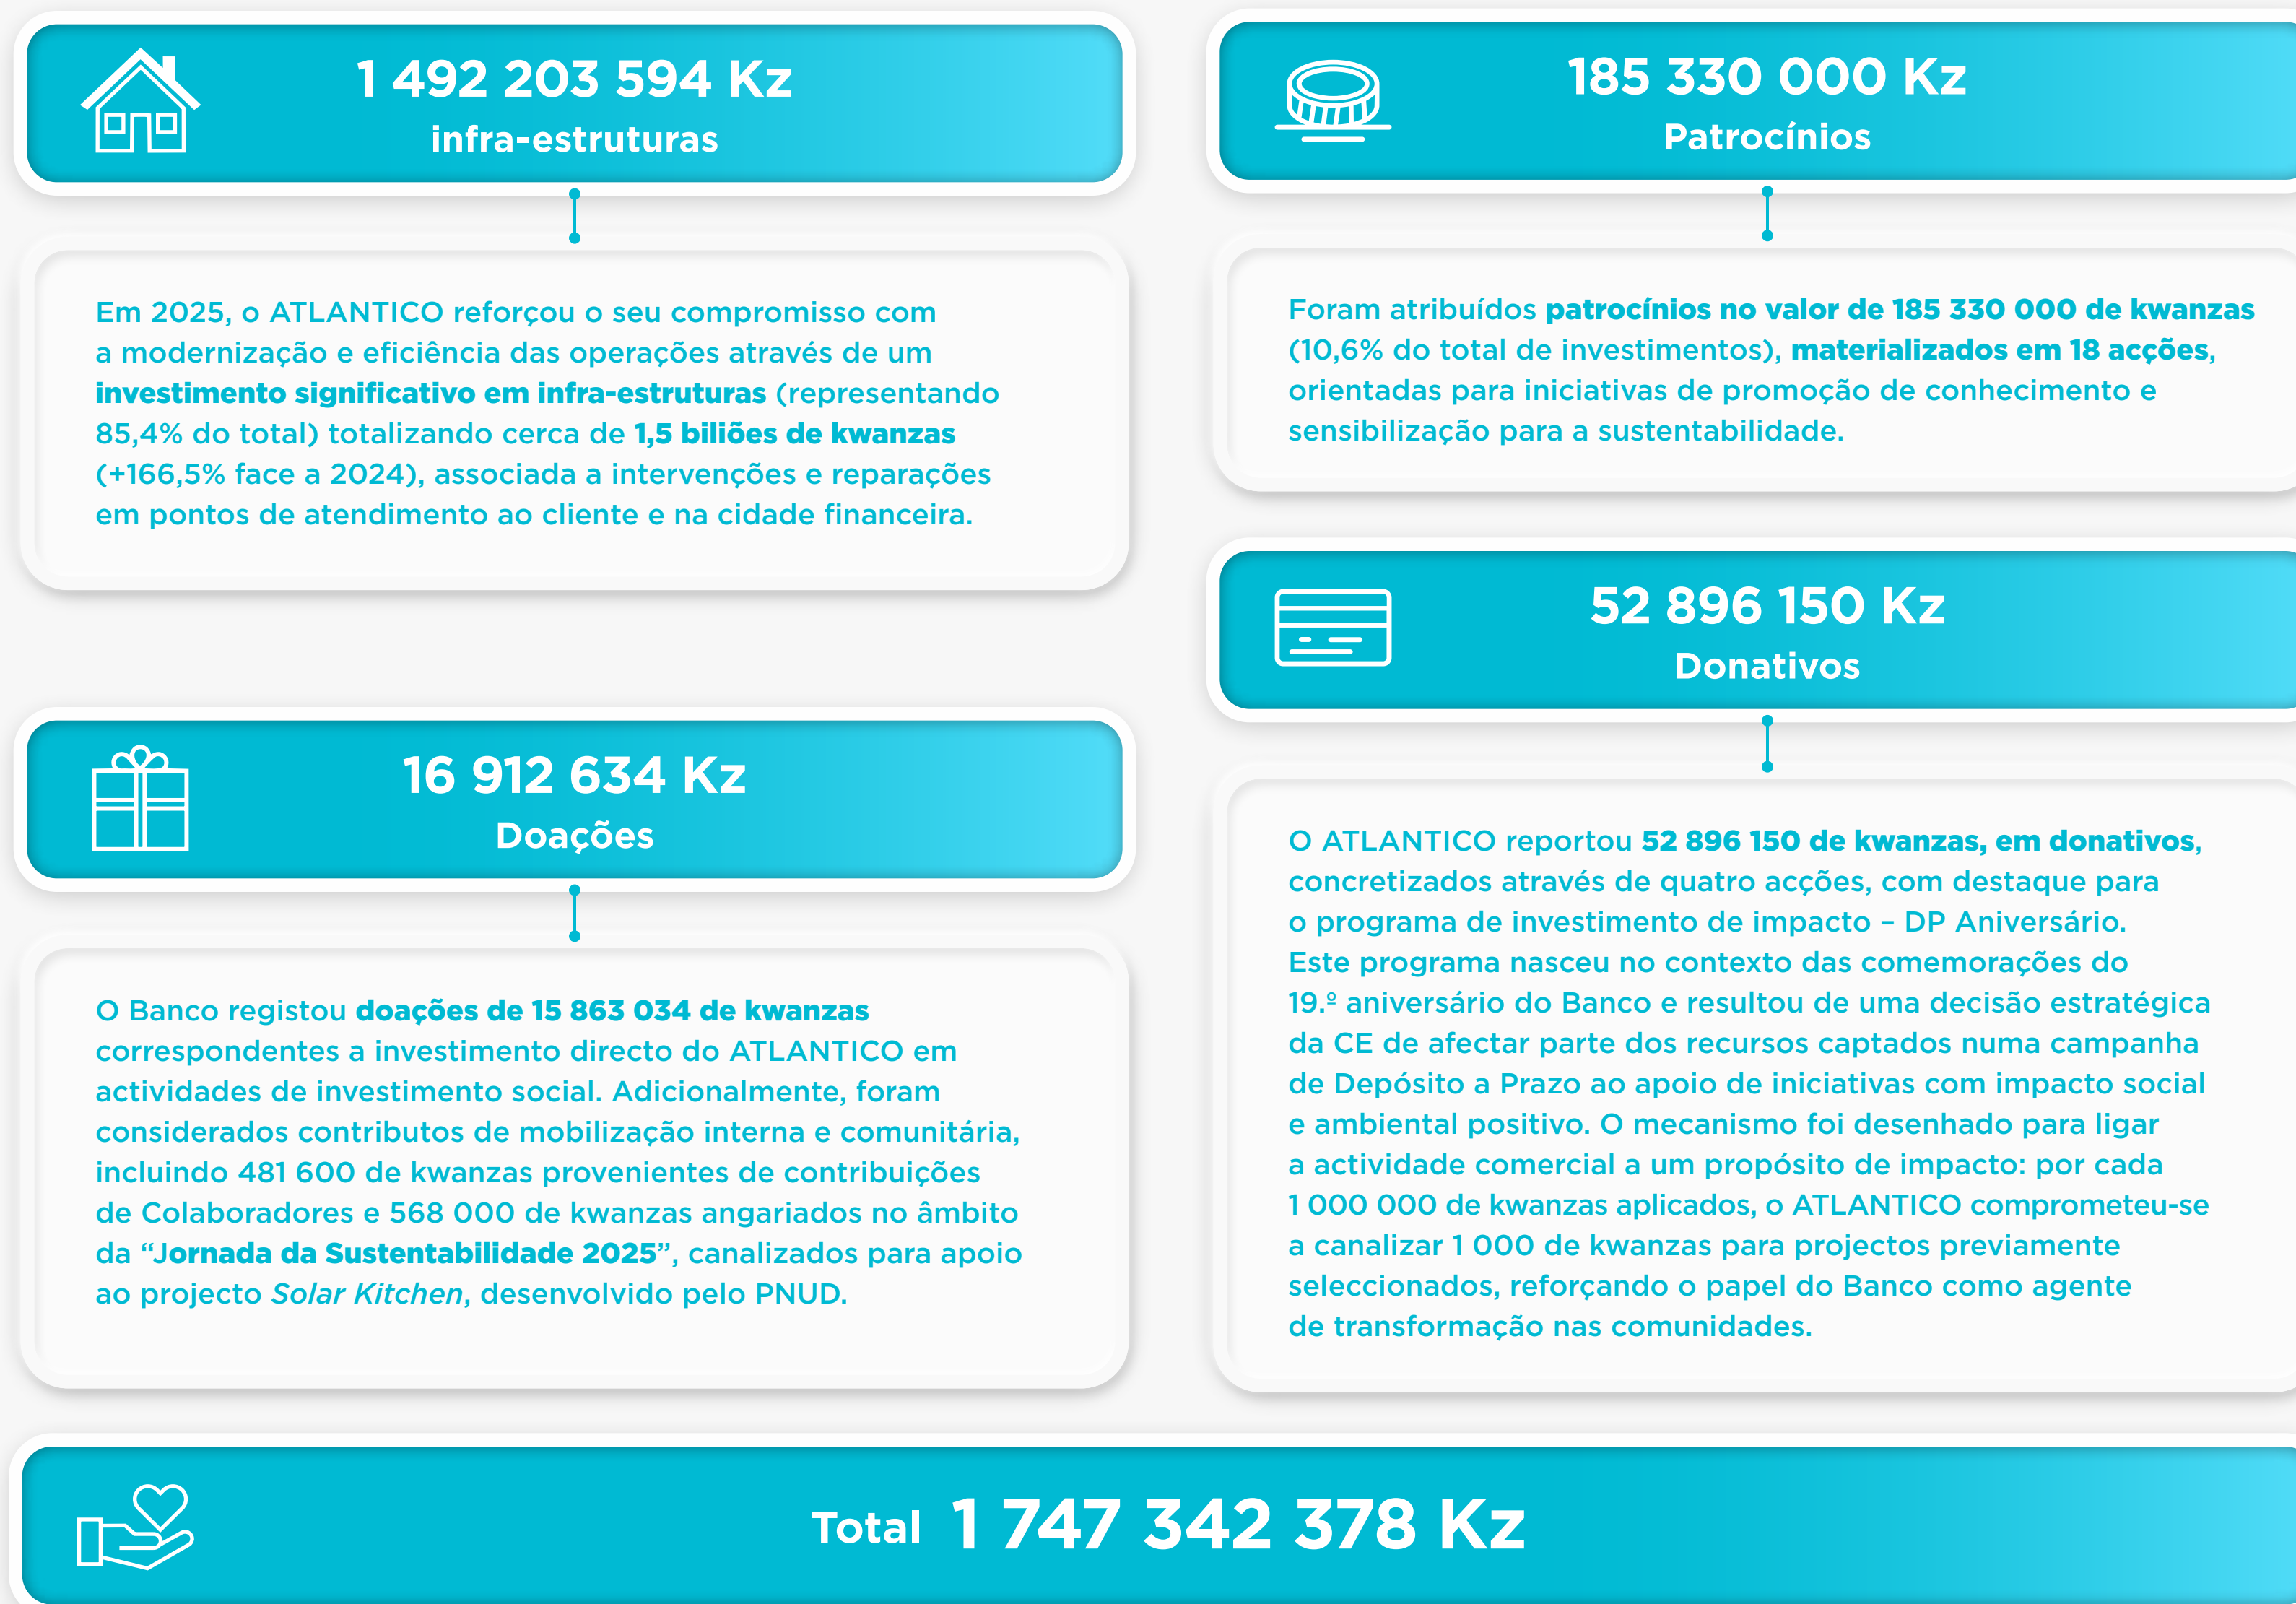 1 492 203 594 Kz
infra-estruturas
Em 2025, o ATLANTICO reforçou o seu compromisso com
a modernização e eficiência das operações através de um
investimento significativo em infra-estruturas (representando
85,4% do total) totalizando cerca de 1,5 biliões de kwanzas
(+166,5% face a 2024), associada a intervenções e reparações
em pontos de atendimento ao cliente e na cidade financeira.
185 330 000 Kz
Patrocínios
Foram atribuídos patrocínios no valor de 185 330 000 de kwanzas
(10,6% do total de investimentos), materializados em 18 acções,
orientadas para iniciativas de promoção de conhecimento e
sensibilização para a sustentabilidade.
16 912 634 Kz
Doações
O Banco registou doações de 15 863 034 de kwanzas
correspondentes a investimento directo do ATLANTICO em
actividades de investimento social. Adicionalmente, foram
considerados contributos de mobilização interna e comunitária,
incluindo 481 600 de kwanzas provenientes de contribuições
de Colaboradores e 568 000 de kwanzas angariados no âmbito
da “Jornada da Sustentabilidade 2025”, canalizados para apoio
ao projecto Solar Kitchen, desenvolvido pelo PNUD.
52 896 150 Kz
Donativos
O ATLANTICO reportou 52 896 150 de kwanzas, em donativos,
concretizados através de quatro acções, com destaque para
o programa de investimento de impacto – DP Aniversário.
Este programa nasceu no contexto das comemorações do
19.º aniversário do Banco e resultou de uma decisão estratégica
da CE de afectar parte dos recursos captados numa campanha
de Depósito a Prazo ao apoio de iniciativas com impacto social
e ambiental positivo. O mecanismo foi desenhado para ligar
a actividade comercial a um propósito de impacto: por cada
1 000 000 de kwanzas aplicados, o ATLANTICO comprometeu-se
a canalizar 1 000 de kwanzas para projectos previamente
seleccionados, reforçando o papel do Banco como agente
de transformação nas comunidades.
Total 1 747 342 378 Kz